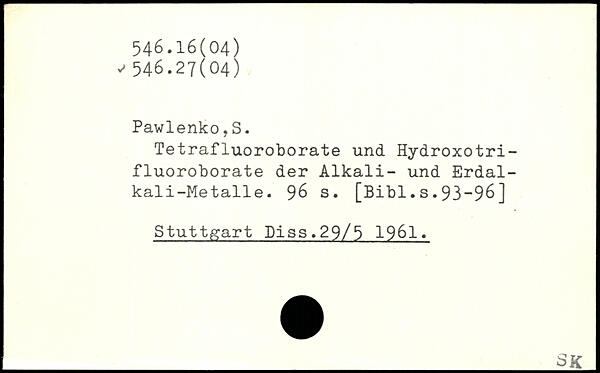 546.16(04)
✓546.27(04)
Pawlenko,S.
Tetrafluoroborate und Hydroxotri-
fluoroborate der Alkali- und Erdal-
kali-Metalle. 96 s. [Bibl.s.93-96]
Stuttgart Diss.29/5 1961.
SK